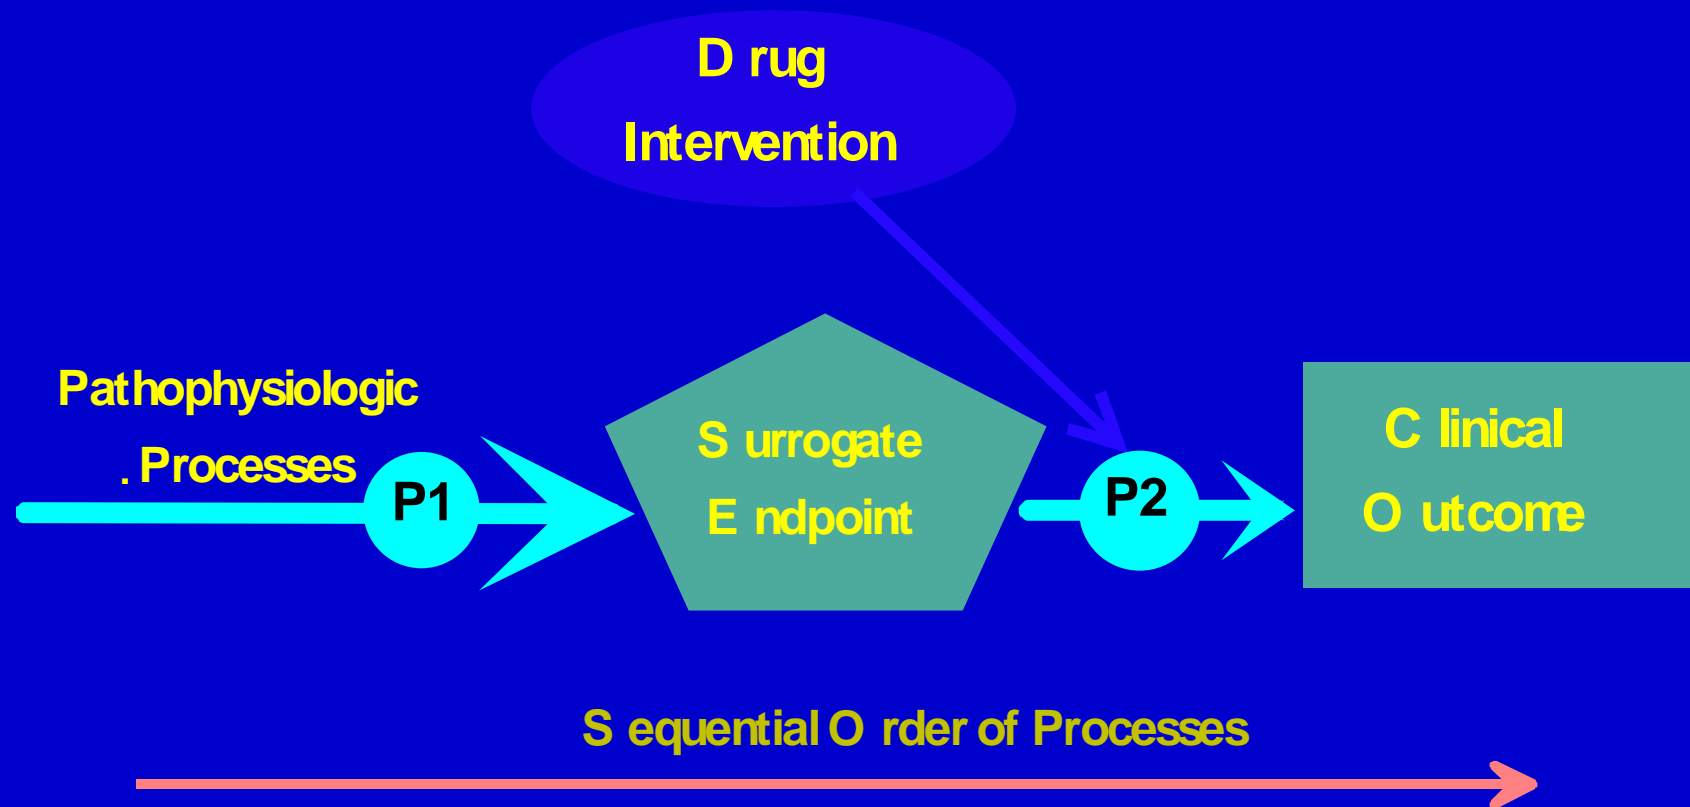 Drug
Intervention
Pathophysiologic
. Processes
P1
Surrogate
Endpoint
P2
Clinical
Outcome
Sequential Order of Processes